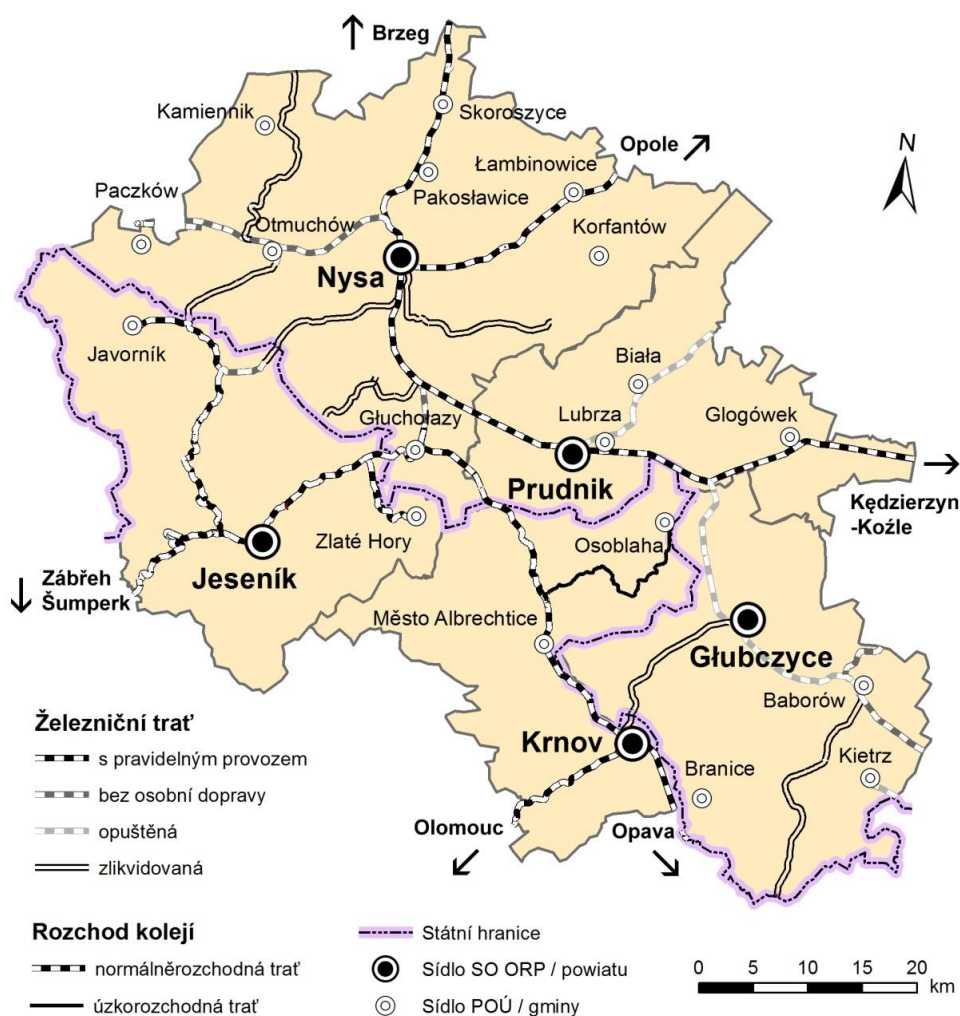 Brzeg
Kamiennik
Skoroszyce
Opole
N
Łambinowice
Paczków
Pakosławice
Otmuchów
Korfantów
Nysa
Javorník
Biała
Głuchołazy
Lubrza
Glogówek
Prudnik
Kędzierzyn
-Koźle
Zlaté Hory
Osoblaha
Jeseník
Zábřeh
Šumperk
Město Albrechtice
Głubczyce
Baborów
Železniční trať
Krnov
s pravidelným provozem
Branice
Kietrz
bez osobní dopravy
opuštěná
Olomouc
Opava
zlikvidovaná
Rozchod kolejí
Státní hranice
normálněrozchodná trať
Sídlo SO ORP / powiatu
0 5 10 15 20
km
úzkorozchodná trať
Sídlo POÚ / gminy